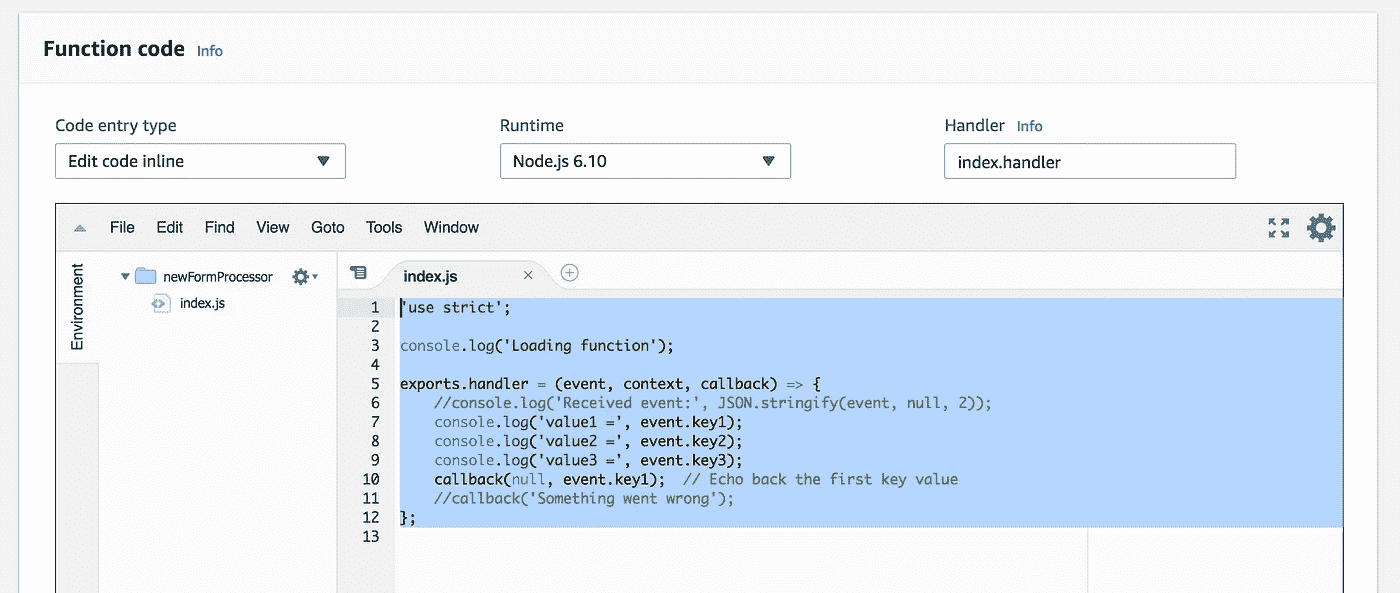 Function code Info
Code entry type
Runtime
Handler Info
Edit code inline
Node.js 6.10
index.handler
File Edit Find View Goto Tools Window
Environment
newFormProcessor
index.js
index.js
1 'use strict';
2
3 console.log('Loading function');
4
5 exports.handler = (event, context, callback) => {
6     //console.log('Received event:', JSON.stringify(event, null, 2));
7     console.log('value1 =', event.key1);
8     console.log('value2 =', event.key2);
9     console.log('value3 =', event.key3);
10     callback(null, event.key1);  // Echo back the first key value
11     //callback('Something went wrong');
12 };
13